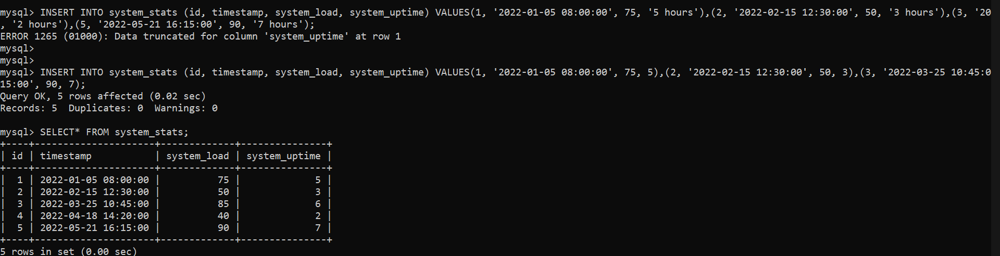 mysql> INSERT INTO system_stats (id, timestamp, system_load, system_uptime) VALUES(1, '2022-01-05 08:00:00', 75, '5 hours'),(2, '2022-02-15 12:30:00', 50, '3 hours'),(3, '20
, '2 hours'),(5, '2022-05-21 16:15:00', 90, '7 hours');
ERROR 1265 (01000): Data truncated for column 'system_uptime' at row 1
mysql>
mysql>
mysql> INSERT INTO system_stats (id, timestamp, system_load, system_uptime) VALUES(1, '2022-01-05 08:00:00', 75, 5),(2, '2022-02-15 12:30:00', 50, 3),(3, '2022-03-25 10:45:0
15:00', 90, 7);
Query OK, 5 rows affected (0.02 sec)
Records: 5  Duplicates: 0  Warnings: 0
mysql> SELECT* FROM system_stats;
+----+---------------------+-------------+---------------+
| id | timestamp           | system_load | system_uptime |
+----+---------------------+-------------+---------------+
|  1 | 2022-01-05 08:00:00 |          75 |             5 |
|  2 | 2022-02-15 12:30:00 |          50 |             3 |
|  3 | 2022-03-25 10:45:00 |          85 |             6 |
|  4 | 2022-04-18 14:20:00 |          40 |             2 |
|  5 | 2022-05-21 16:15:00 |          90 |             7 |
+----+---------------------+-------------+---------------+
5 rows in set (0.00 sec)